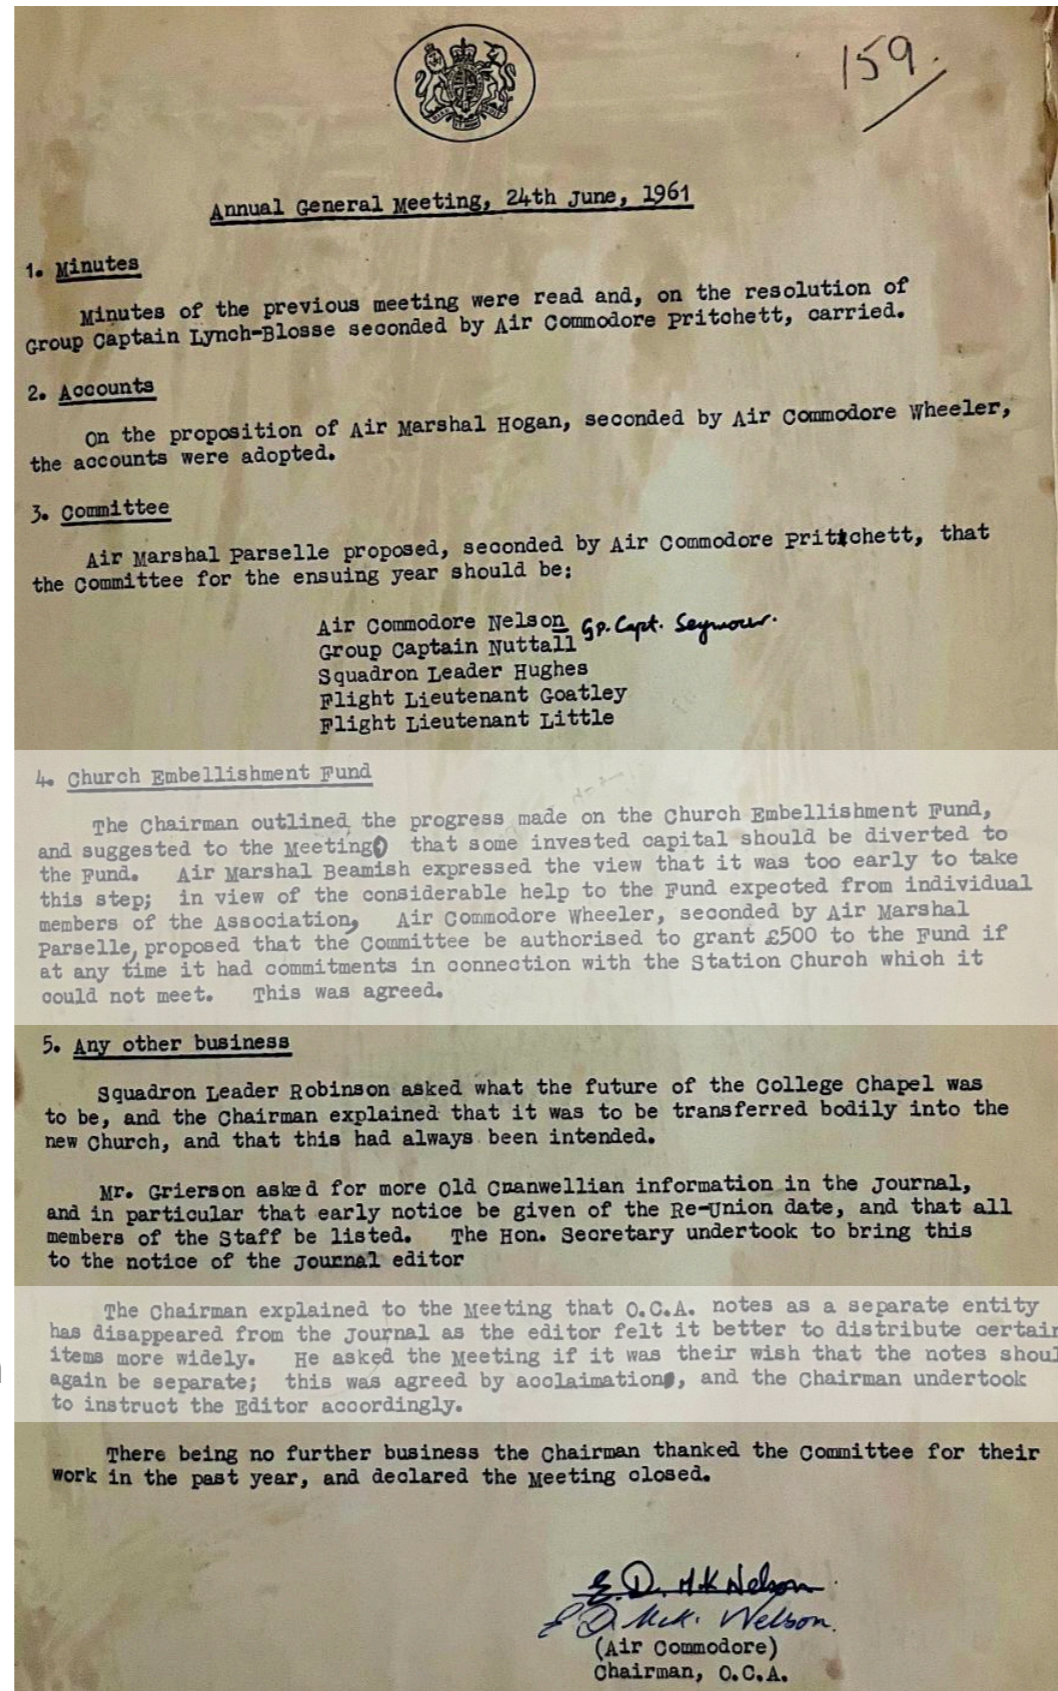 159.
Annual General Meeting, 24th June, 1961
1. Minutes
Minutes of the previous meeting were read and, on the resolution of
Group Captain Lynch-Blosse seconded by Air Commodore Pritchett, carried.
2. Accounts
On the proposition of Air Marshal Hogan, seconded by Air Commodore Wheeler,
the accounts were adopted.
3. Committee
Air Marshal Parselle proposed, seconded by Air Commodore Prittchett, that
the Committee for the ensuing year should be:
Air Commodore Nelson Gp. Capt. Seymour.
Group Captain Nuttall
Squadron Leader Hughes
Flight Lieutenant Goatley
Flight Lieutenant Little
4. Church Embellishment Fund
The Chairman outlined the progress made on the Church Embellishment Fund,
and suggested to the Meeting that some invested capital should be diverted to
the Fund. Air Marshal Beamish expressed the view that it was too early to take
this step; in view of the considerable help to the Fund expected from individual
members of the Association, Air Commodore Wheeler, seconded by Air Marshal
Parselle, proposed that the Committee be authorised to grant £500 to the Fund if
at any time it had commitments in connection with the Station Church which it
could not meet. This was agreed.
5. Any other business
Squadron Leader Robinson asked what the future of the College Chapel was
to be, and the Chairman explained that it was to be transferred bodily into the
new Church, and that this had always been intended.
Mr. Grierson asked for more Old Cnanwellian information in the Journal,
and in particular that early notice be given of the Re-Union date, and that all
members of the Staff be listed. The Hon. Secretary undertook to bring this
to the notice of the Journal editor
The Chairman explained to the Meeting that O.C.A. notes as a separate entity
has disappeared from the Journal as the editor felt it better to distribute certain
items more widely. He asked the Meeting if it was their wish that the notes shoul
again be separate; this was agreed by acclaimation, and the Chairman undertook
to instruct the Editor accordingly.
There being no further business the Chairman thanked the Committee for their
work in the past year, and declared the Meeting closed.
E. D. McK Nelson
E D. McK. Nelson.
(Air Commodore)
Chairman, O.C.A.